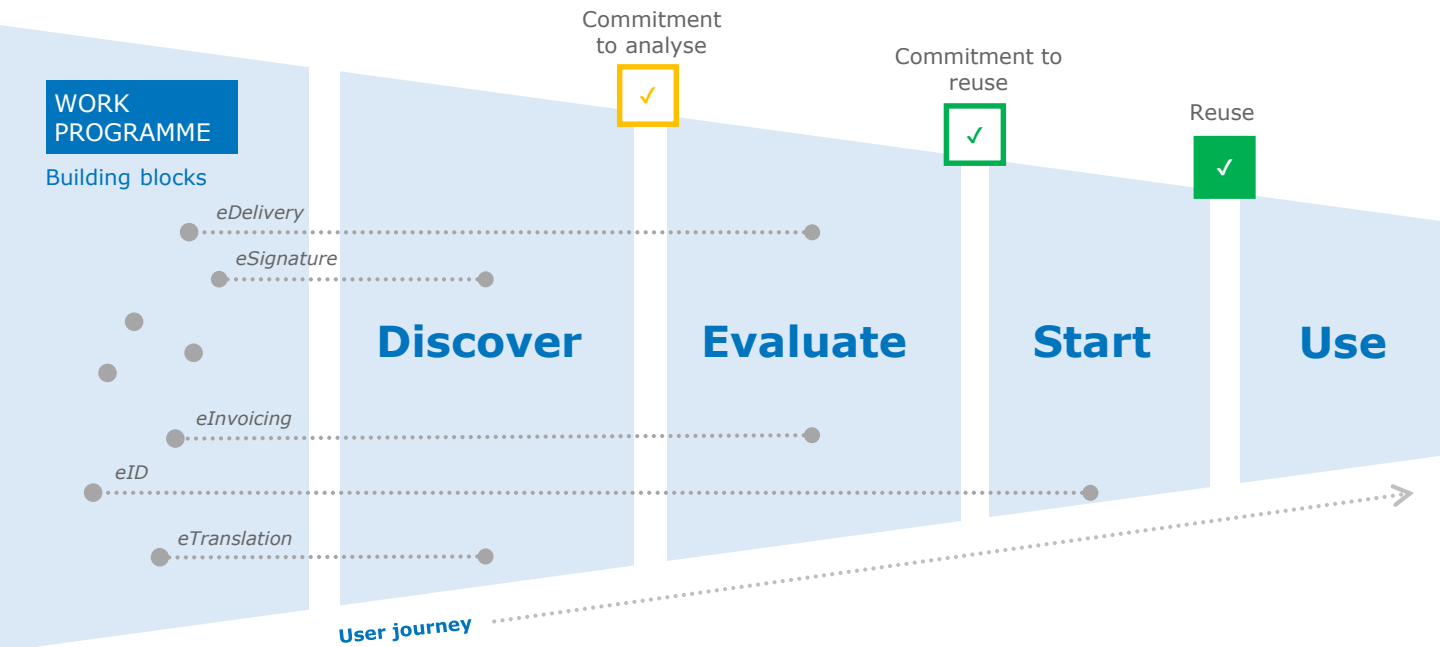 Commitment
to analyse
Commitment to
reuse
Reuse
✓
✓
✓
WORK
PROGRAMME
Building blocks
eDelivery
eSignature
Discover
Evaluate
Start
Use
eInvoicing
eID
eTranslation
User journey